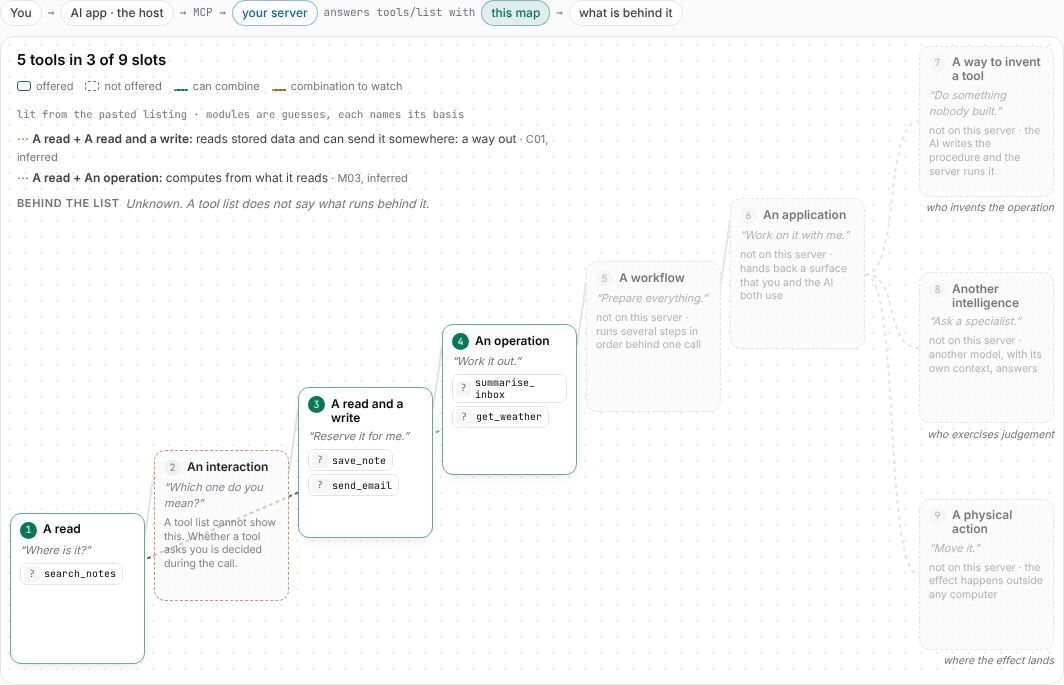 You → AI app · the host → MCP → your server answers tools/list with this map → what is behind it
5 tools in 3 of 9 slots
offered not offered can combine combination to watch
lit from the pasted listing · modules are guesses, each names its basis
··· A read + A read and a write: reads stored data and can send it somewhere: a way out · C01,
inferred
··· A read + An operation: computes from what it reads · M03, inferred
BEHIND THE LIST Unknown. A tool list does not say what runs behind it.
1 A read
“Where is it?”
? search_notes
2 An interaction
“Which one do you
mean?”
A tool list cannot show
this. Whether a tool
asks you is decided
during the call.
3 A read and a
write
“Reserve it for me.”
? save_note
? send_email
4 An operation
“Work it out.”
? summarise_
inbox
? get_weather
5 A workflow
“Prepare everything.”
not on this server ·
runs several steps in
order behind one call
6 An application
“Work on it with me.”
not on this server ·
hands back a surface
that you and the AI
both use
7 A way to invent
a tool
“Do something
nobody built.”
not on this server · the
AI writes the
procedure and the
server runs it
who invents the operation
8 Another
intelligence
“Ask a specialist.”
not on this server ·
another model, with its
own context, answers
who exercises judgement
9 A physical
action
“Move it.”
not on this server · the
effect happens outside
any computer
where the effect lands